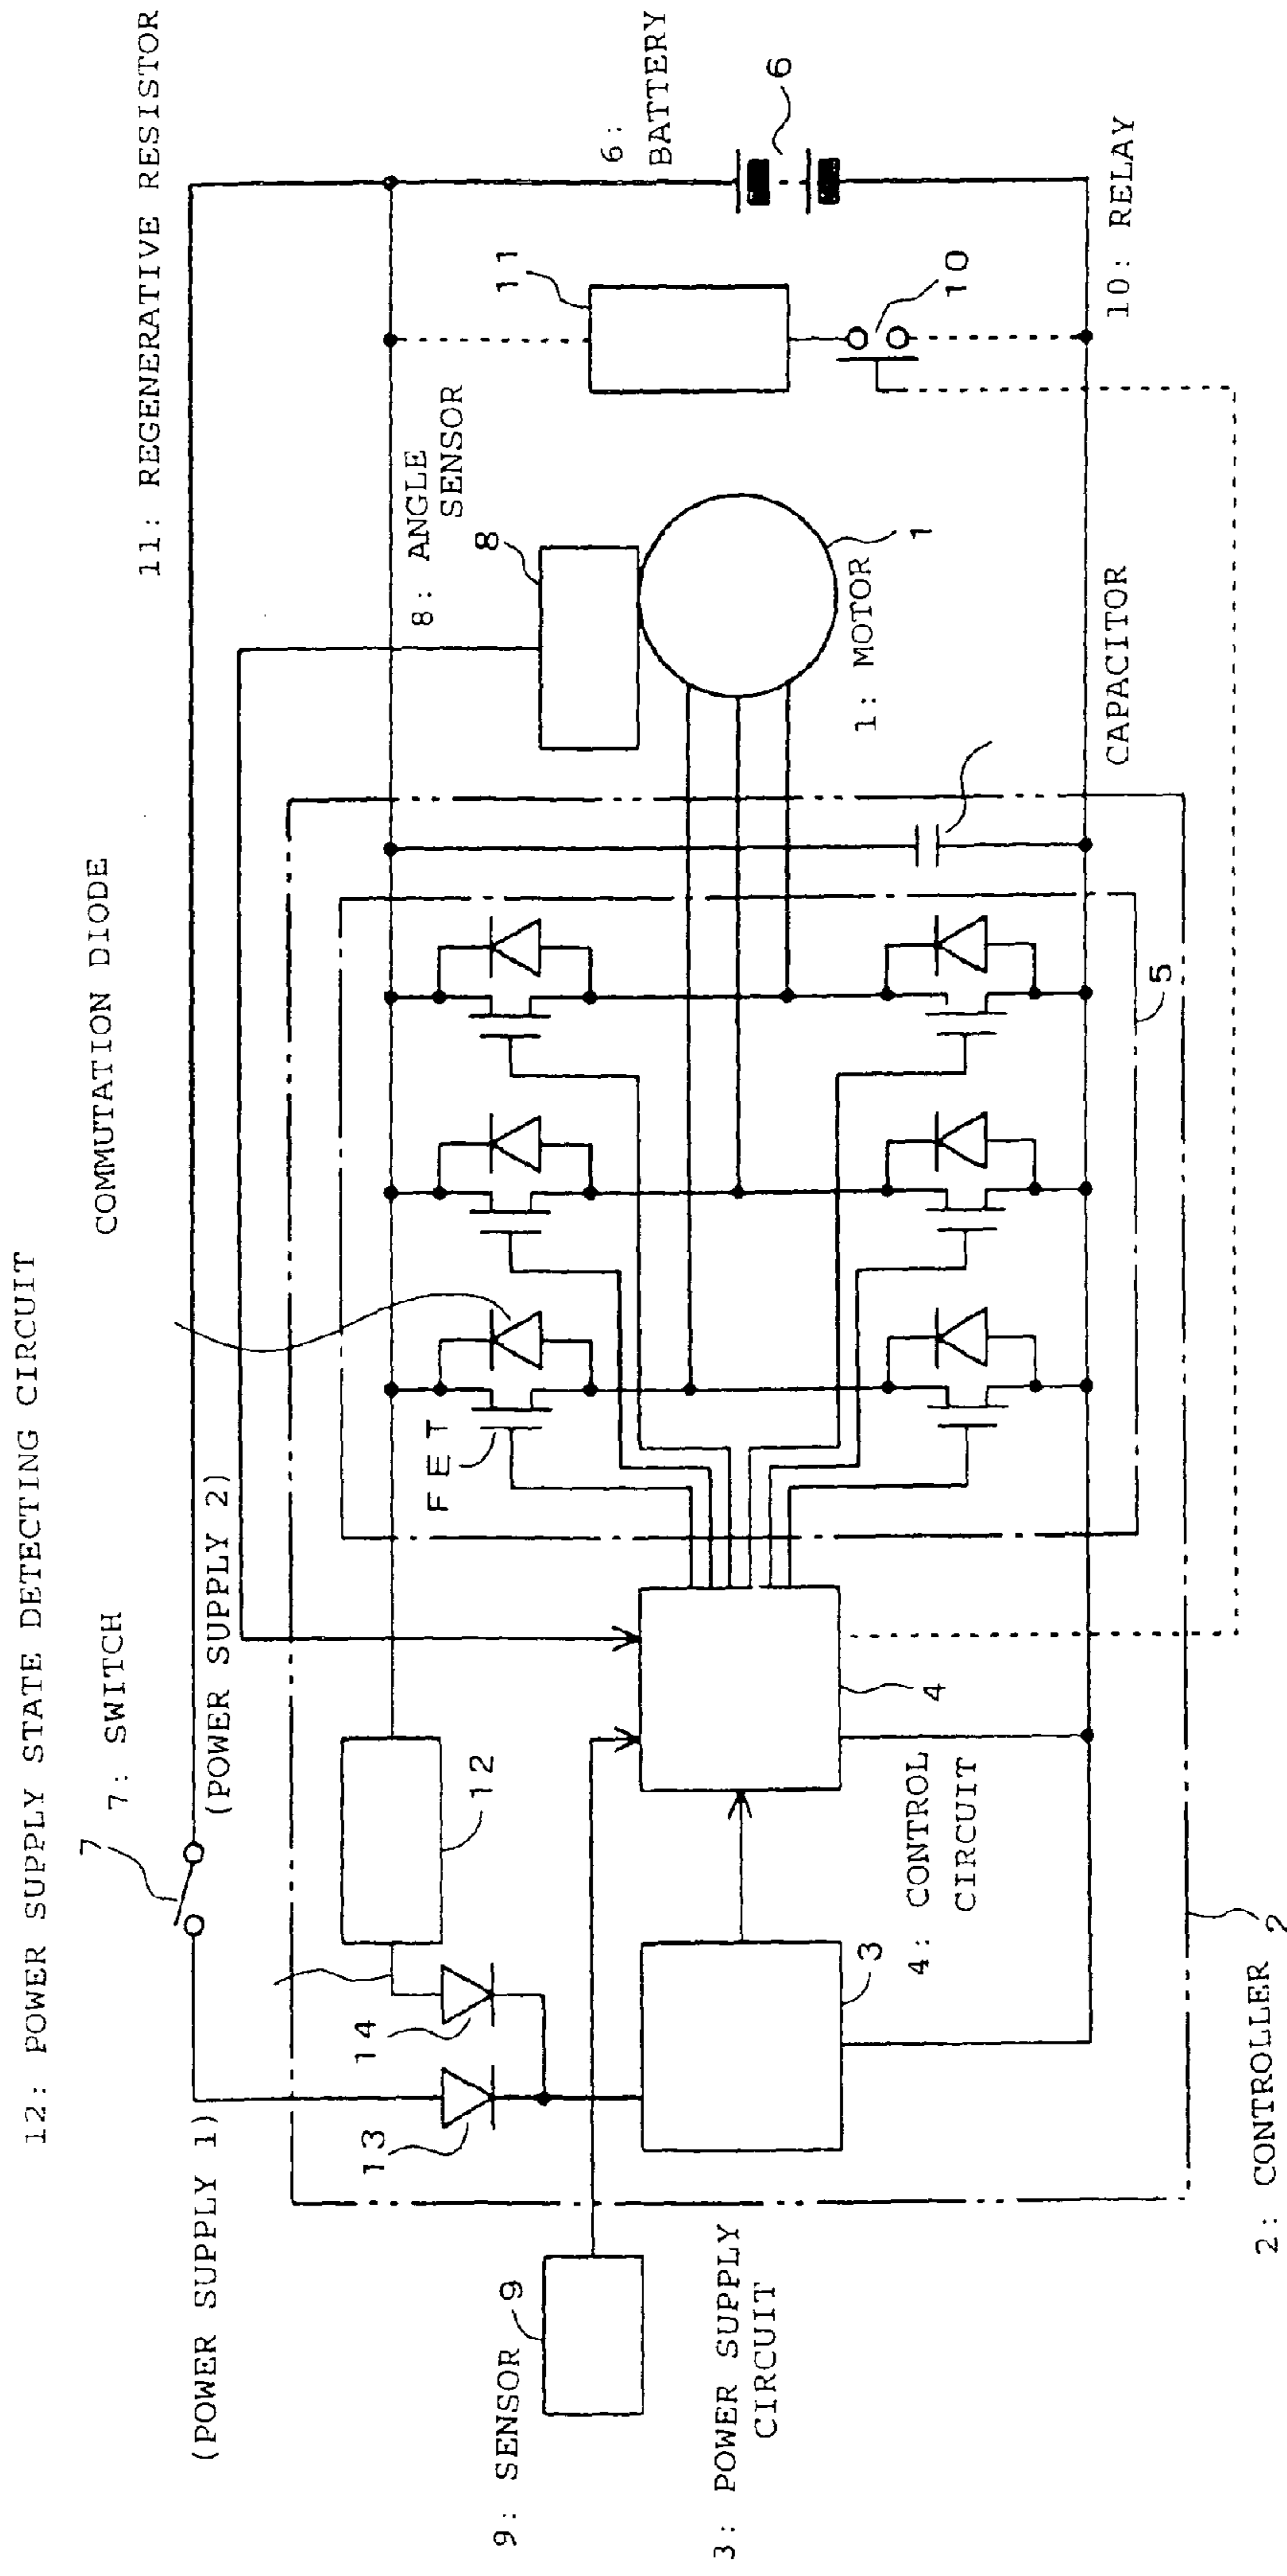 12: POWER SUPPLY STATE DETECTING CIRCUIT
COMMUTATION DIODE
11: REGENERATIVE RESISTOR
7: SWITCH
7
(POWER SUPPLY 1)
(POWER SUPPLY 2)
8: ANGLE
SENSOR
8
11
6:
BATTERY
6
10
10: RELAY
FET
12
14
13
9: SENSOR
9
3: POWER SUPPLY
CIRCUIT
3
4: CONTROL
CIRCUIT
4
1: MOTOR
1
CAPACITOR
5
2: CONTROLLER
2